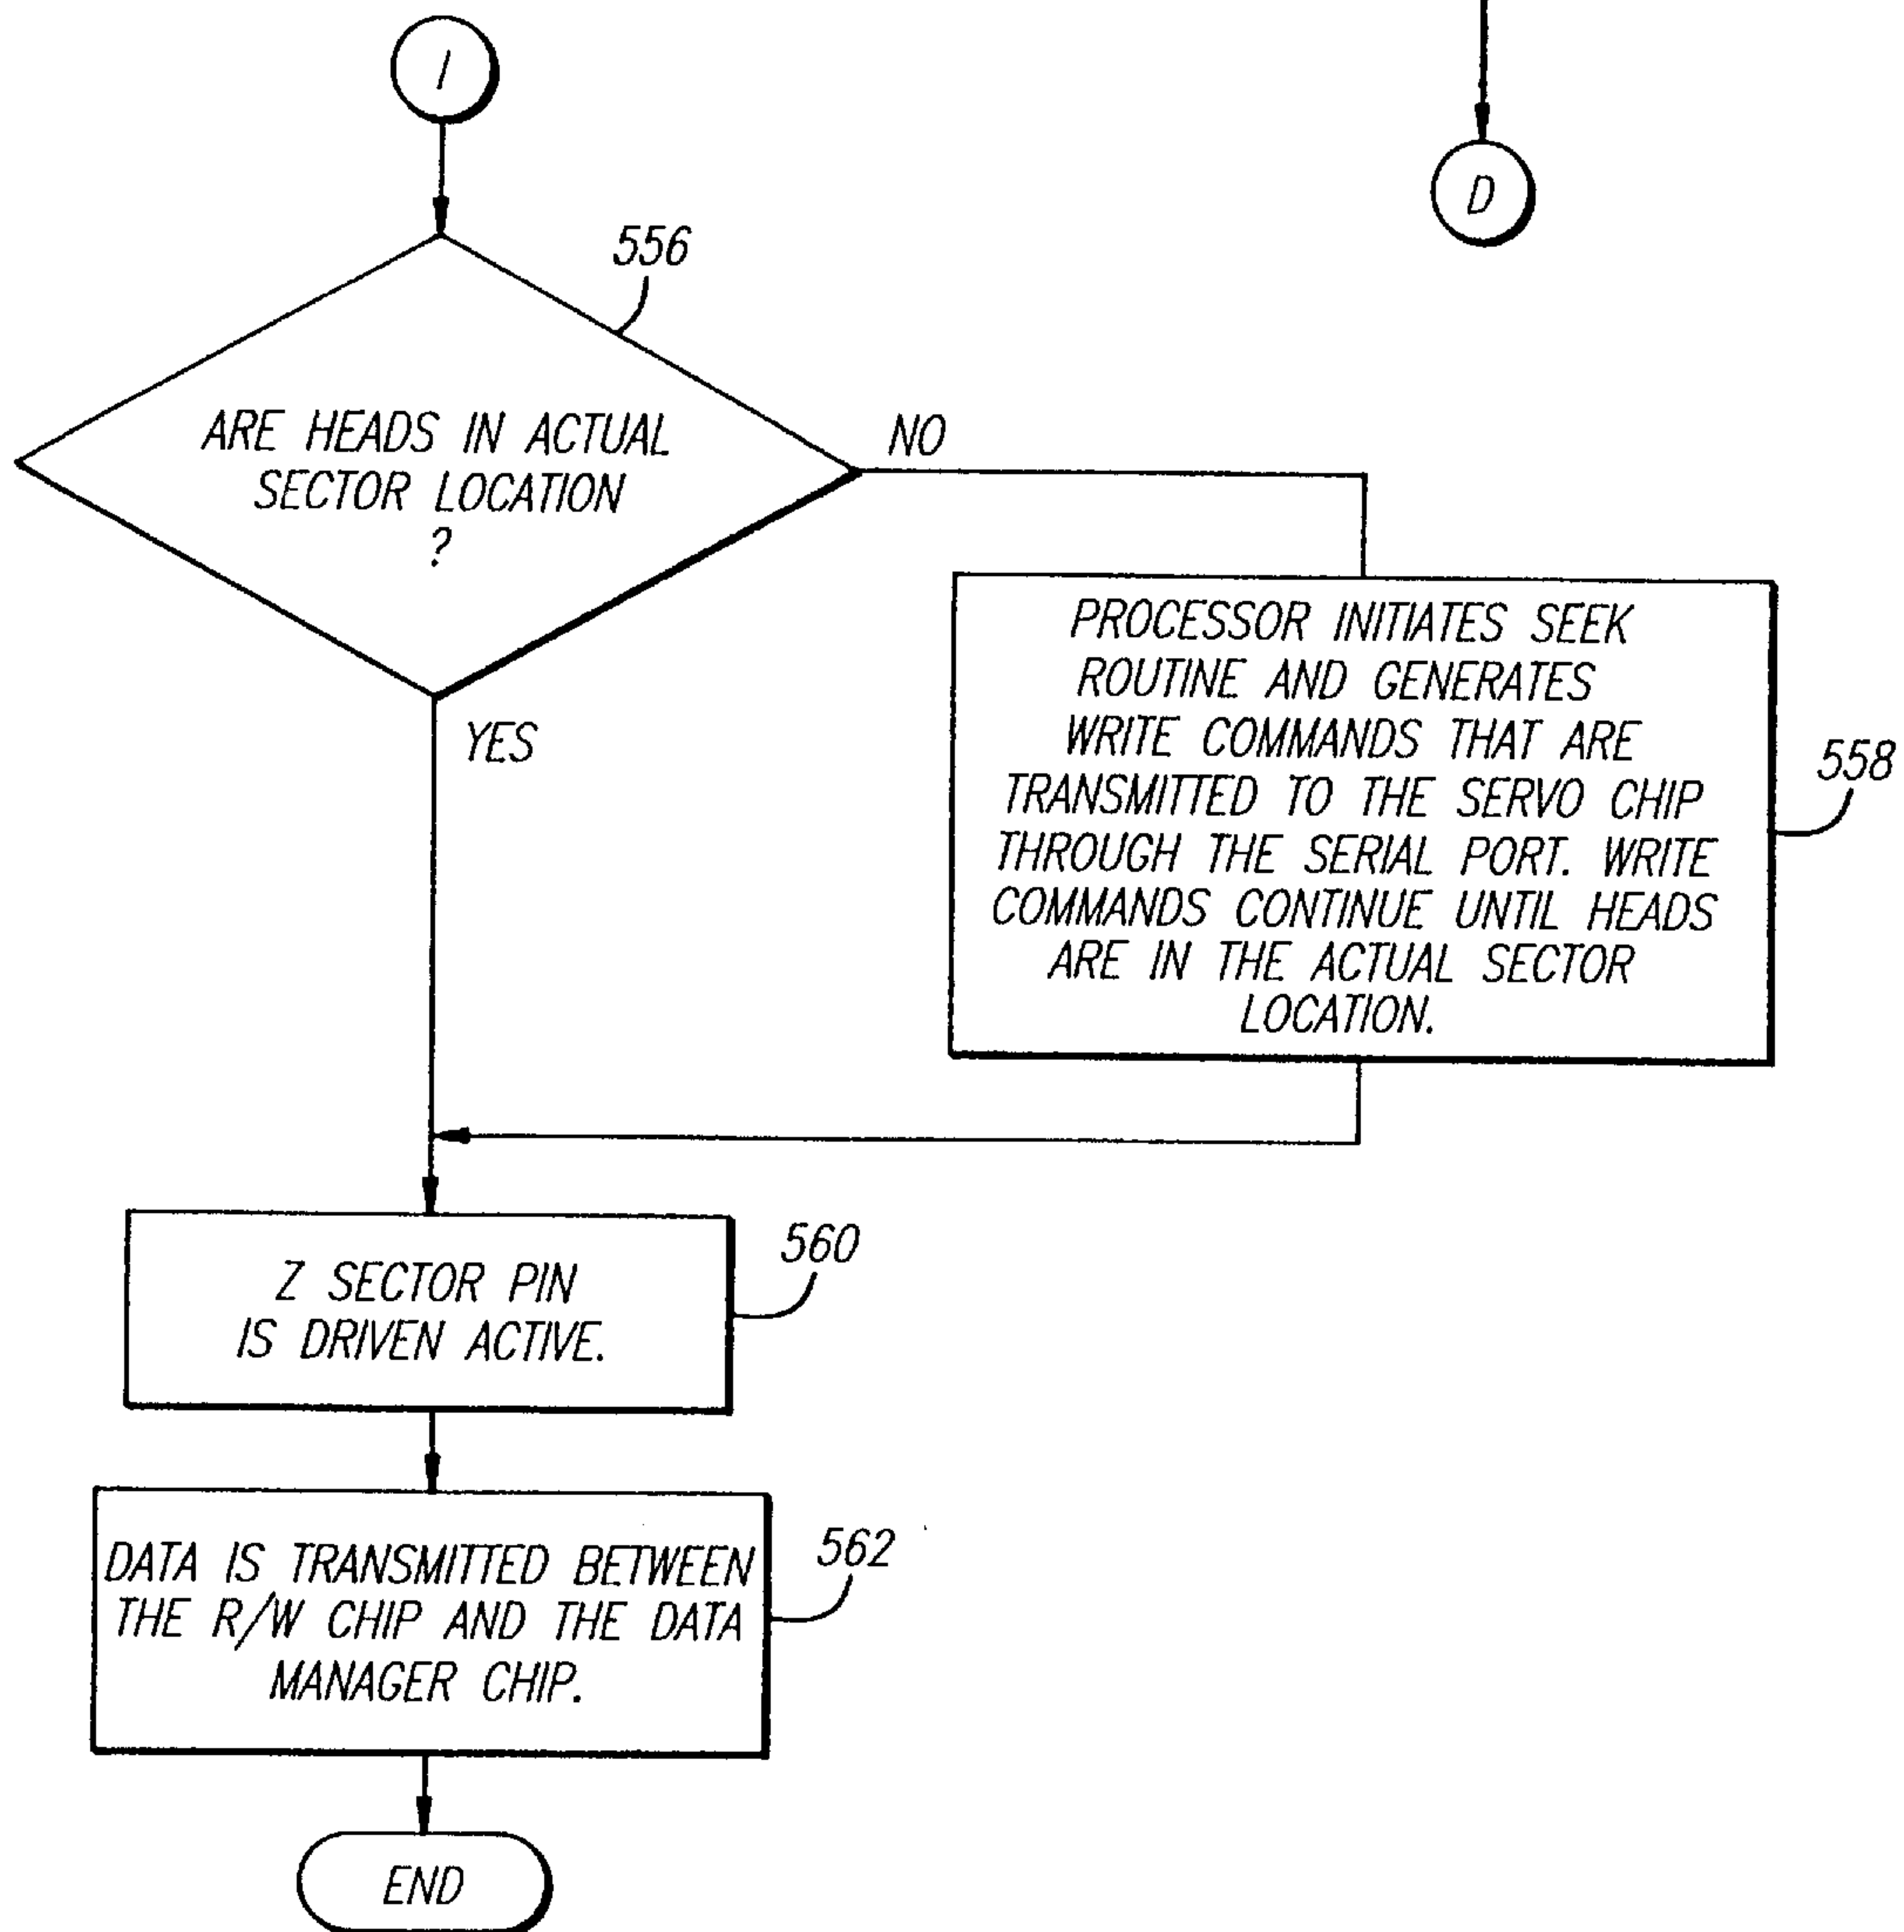 I
D
556
ARE HEADS IN ACTUAL
SECTOR LOCATION
?
NO
YES
PROCESSOR INITIATES SEEK
ROUTINE AND GENERATES
WRITE COMMANDS THAT ARE
TRANSMITTED TO THE SERVO CHIP
THROUGH THE SERIAL PORT. WRITE
COMMANDS CONTINUE UNTIL HEADS
ARE IN THE ACTUAL SECTOR
LOCATION.
558
Z SECTOR PIN
IS DRIVEN ACTIVE.
560
DATA IS TRANSMITTED BETWEEN
THE R/W CHIP AND THE DATA
MANAGER CHIP.
562
END